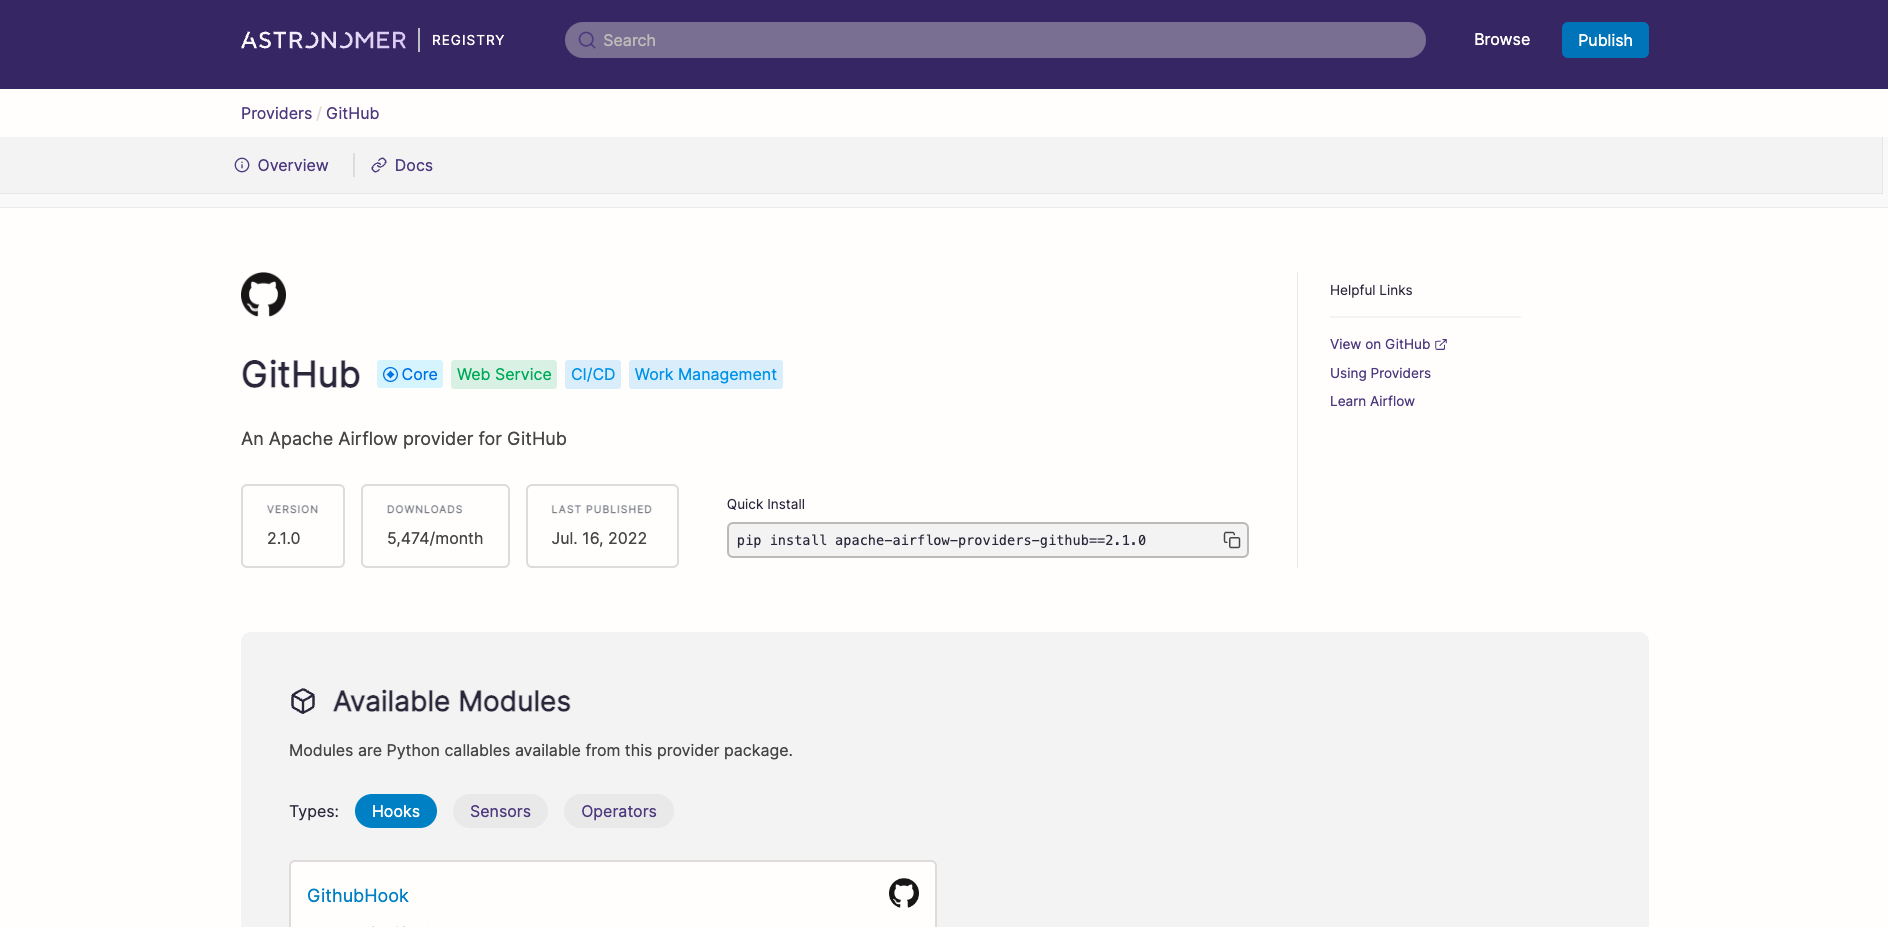 ASTRONOMER REGISTRY
Search
Browse
Publish
Providers / GitHub
Overview
Docs
GitHub
Core
Web Service
CI/CD
Work Management
An Apache Airflow provider for GitHub
VERSION
2.1.0
DOWNLOADS
5,474/month
LAST PUBLISHED
Jul. 16, 2022
Quick Install
pip install apache-airflow-providers-github==2.1.0
Helpful Links
View on GitHub
Using Providers
Learn Airflow
Available Modules
Modules are Python callables available from this provider package.
Types:
Hooks
Sensors
Operators
GithubHook